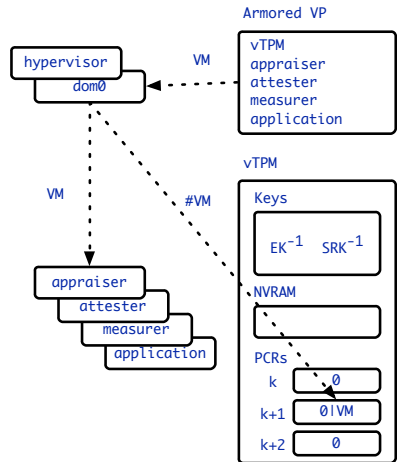 Armored VP
hypervisor
dom0
VM
vTPM
appraiser
attester
measurer
application
vTPM
VM
#VM
Keys
EK-1 SRK-1
NVRAM
appraiser
attester
measurer
application
PCRs
k 0
k+1 0|VM
k+2 0